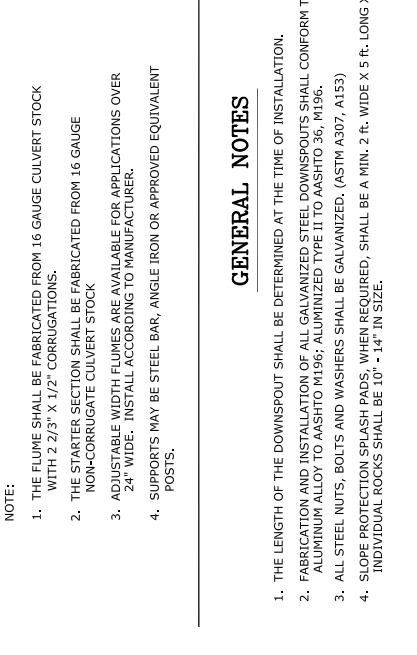 NOTE:
1. THE FLUME SHALL BE FABRICATED FROM 16 GAUGE CULVERT STOCK
WITH 2 2/3" X 1/2" CORRUGATIONS.
2. THE STARTER SECTION SHALL BE FABRICATED FROM 16 GAUGE
NON-CORRUGATE CULVERT STOCK
3. ADJUSTABLE WIDTH FLUMES ARE AVAILABLE FOR APPLICATIONS OVER
24" WIDE. INSTALL ACCORDING TO MANUFACTURER.
4. SUPPORTS MAY BE STEEL BAR, ANGLE IRON OR APPROVED EQUIVALENT
POSTS.
GENERAL NOTES
1. THE LENGTH OF THE DOWNSPOUT SHALL BE DETERMINED AT THE TIME OF INSTALLATION.
2. FABRICATION AND INSTALLATION OF ALL GALVANIZED STEEL DOWNSPOUTS SHALL CONFORM T
ALUMINUM ALLOY TO AASHTO M196; ALUMINIZED TYPE II TO AASHTO 36, M196.
3. ALL STEEL NUTS, BOLTS AND WASHERS SHALL BE GALVANIZED. (ASTM A307, A153)
4. SLOPE PROTECTION SPLASH PADS, WHEN REQUIRED, SHALL BE A MIN. 2 ft. WIDE X 5 ft. LONG X
INDIVIDUAL ROCKS SHALL BE 10" - 14" IN SIZE.